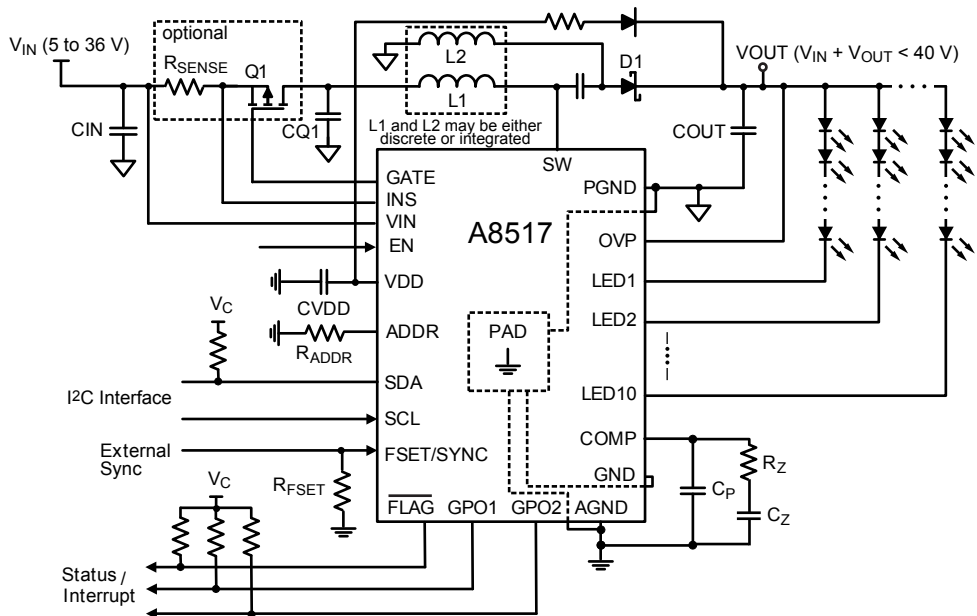 optional
V_IN (5 to 36 V)
R_SENSE
Q1
L2
D1
VOUT (V_IN + V_OUT < 40 V)
L1
CIN
CQ1
COUT
L1 and L2 may be either
discrete or integrated
SW
GATE
PGND
INS
VIN
A8517
EN
OVP
VDD
LED1
CVDD
V_C
ADDR
PAD
LED2
R_ADDR
SDA
I2C Interface
LED10
SCL
COMP
External
Sync
FSET/SYNC
R_Z
GND
R_FSET
C_P
V_C
FLAG
GPO1
GPO2
AGND
C_Z
Status /
Interrupt